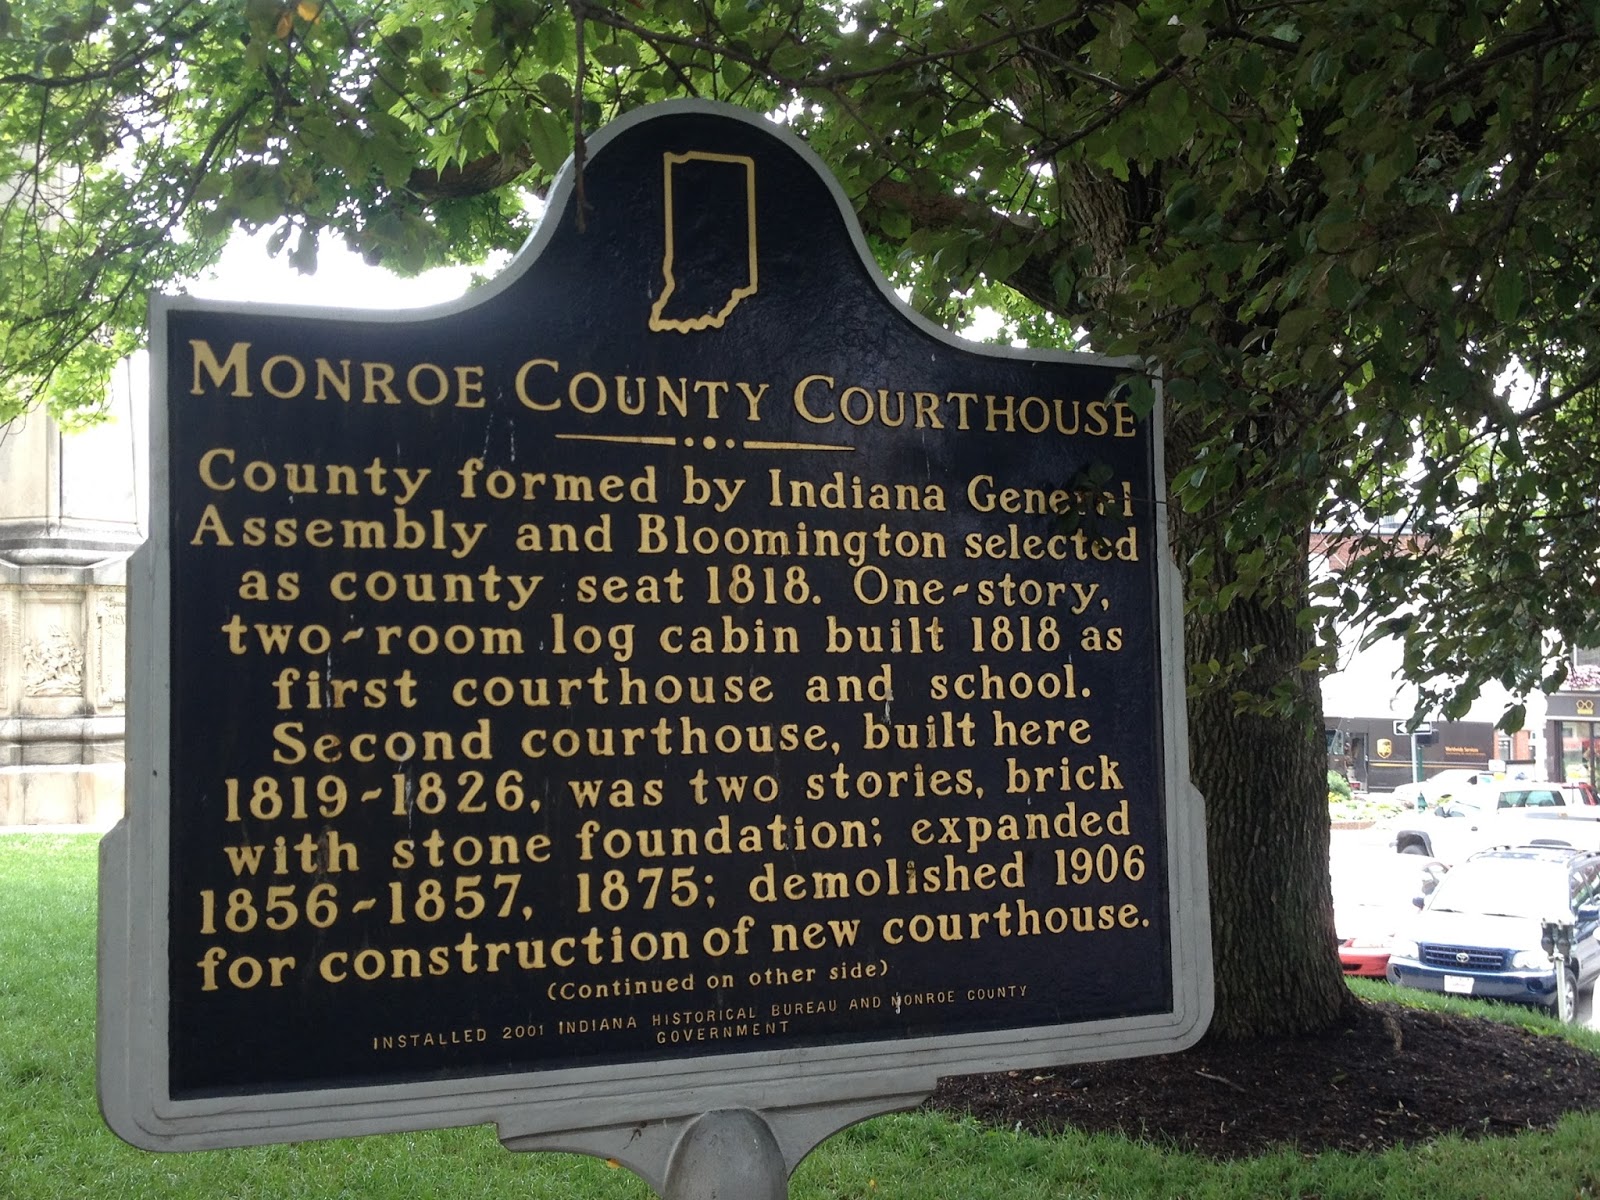 MONROE COUNTY COURTHOUSE
County formed by Indiana General
Assembly and Bloomington selected
as county seat 1818. One-story,
two-room log cabin built 1818 as
first courthouse and school.
Second courthouse, built here
1819-1826, was two stories, brick
with stone foundation; expanded
1856-1857, 1875; demolished 1906
for construction of new courthouse.
(Continued on other side)
INSTALLED 2001 INDIANA HISTORICAL BUREAU AND MONROE COUNTY
GOVERNMENT